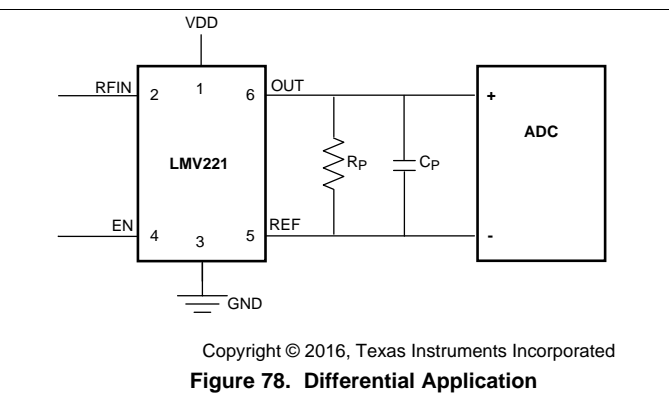 VDD
RFIN
2
1
6
OUT
+
ADC
LMV221
RP
CP
EN
4
3
5
REF
-
GND
Copyright © 2016, Texas Instruments Incorporated
Figure 78. Differential Application